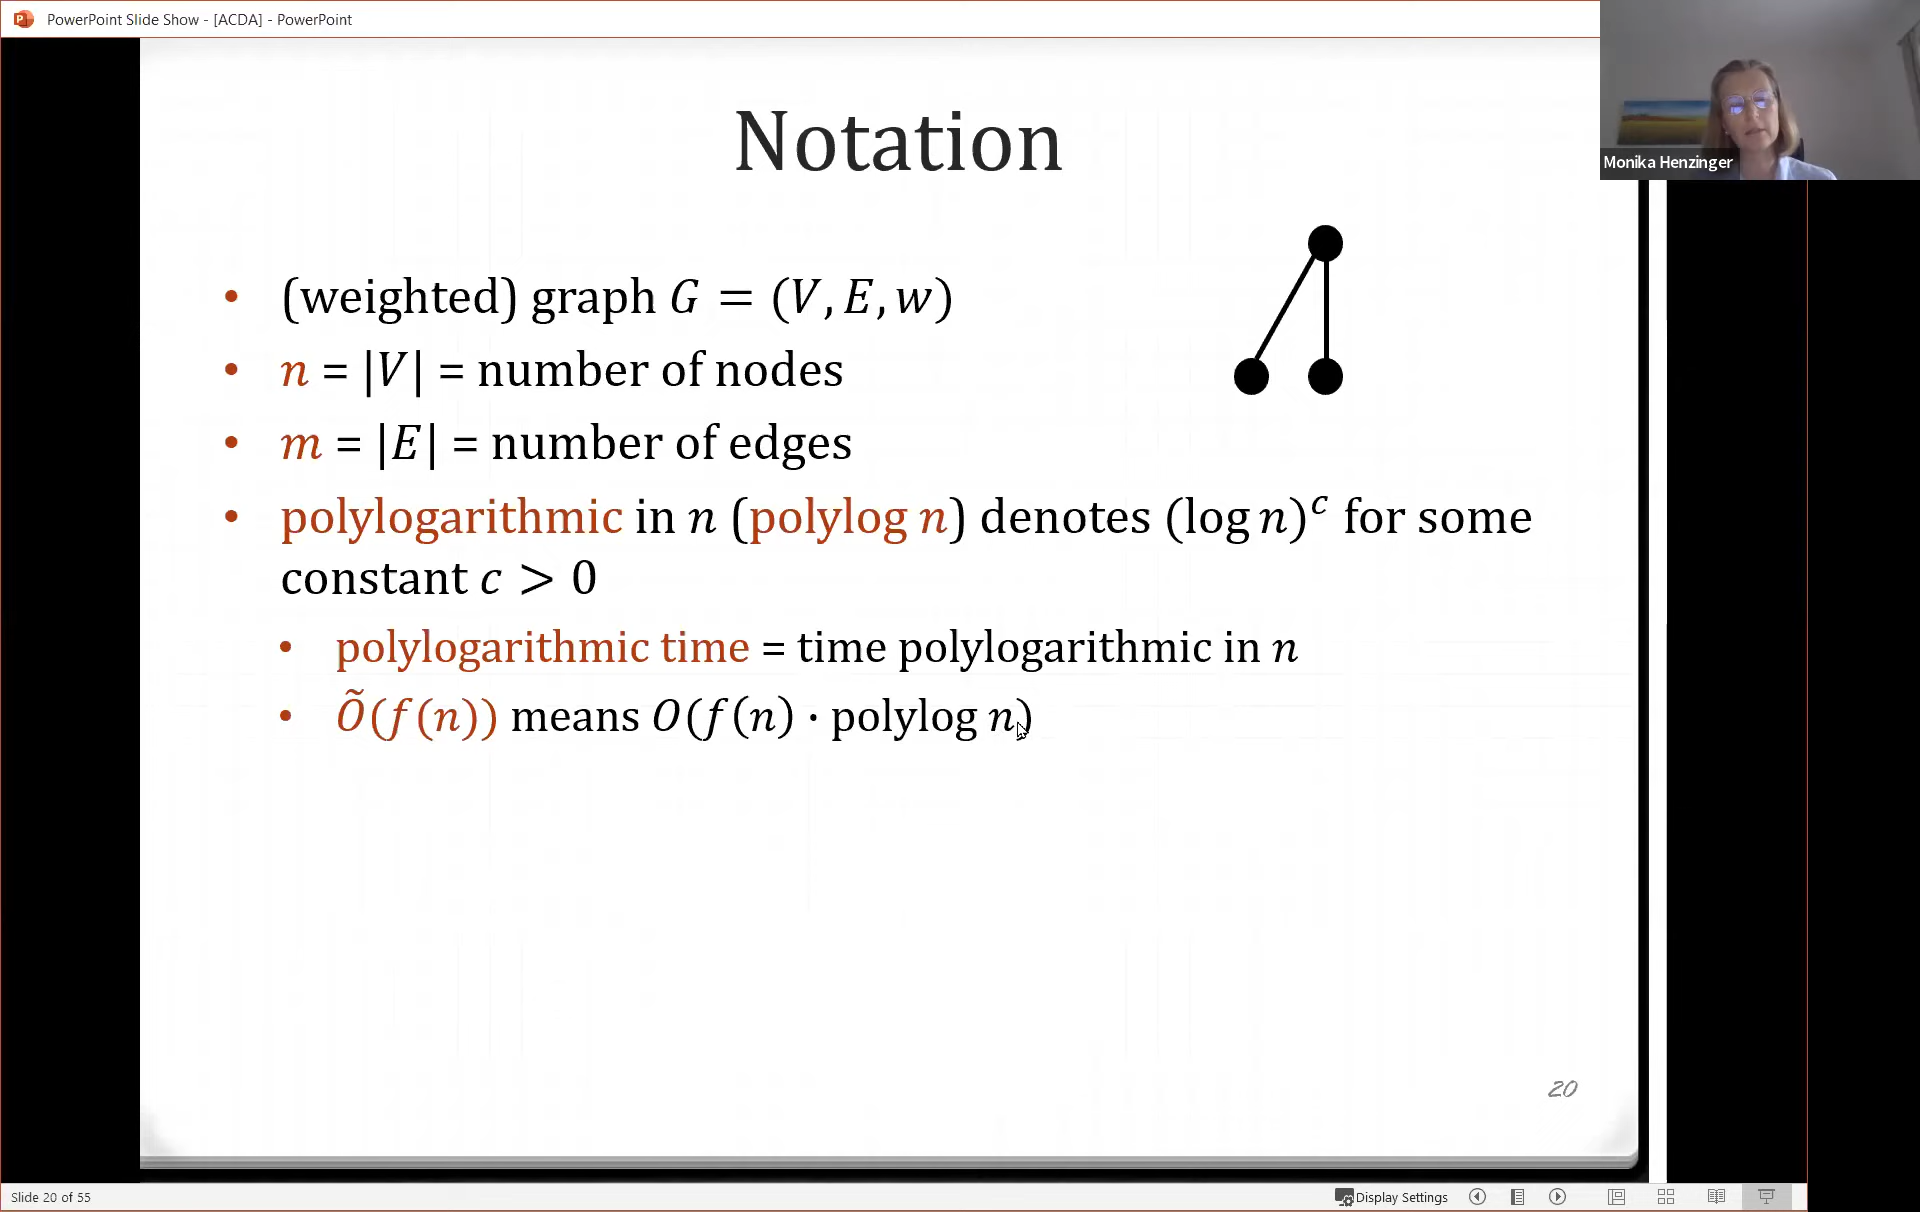 PowerPoint Slide Show - [ACDA] - PowerPoint
Monika Henzinger
Notation
• (weighted) graph G = (V, E, w)
• n = |V| = number of nodes
• m = |E| = number of edges
• polylogarithmic in n (polylog n) denotes (log n)^c for some
constant c > 0
• polylogarithmic time = time polylogarithmic in n
• Õ(f(n)) means O(f(n) · polylog n)
20
Slide 20 of 55
Display Settings